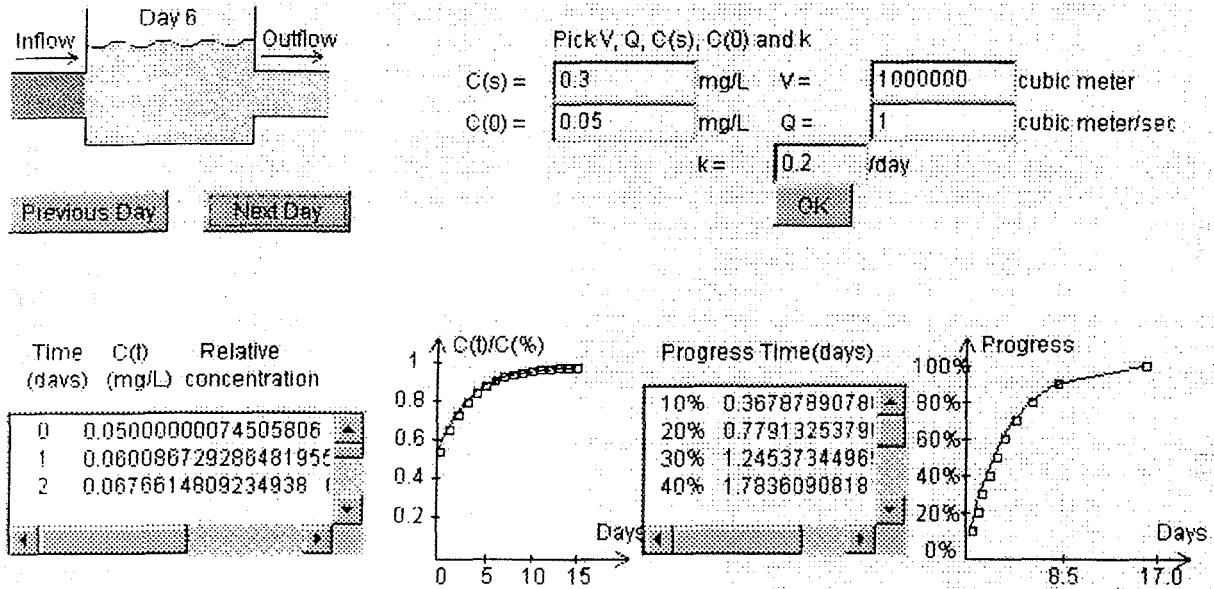 Day 6
Inflow
Outflow
Pick V, Q, C(s), C(0) and k
C(s) = 0.3 mg/L V = 1000000 cubic meter
C(0) = 0.05 mg/L Q = 1 cubic meter/sec
k = 0.2 /day
Previous Day Next Day OK
Time C(t) Relative
(days) (mg/L) concentration
0 0.05000000074505806
1 0.060086729286481955
2 0.0676614809234938
C(t)/C(%)
1
0.8
0.6
0.4
0.2
Days
0 5 10 15
Progress Time(days)
10% 0.3678789078
20% 0.779132537
30% 1.245373449
40% 1.7836090818
Progress
100%
80%
60%
40%
20%
0%
Days
8.5 17.0